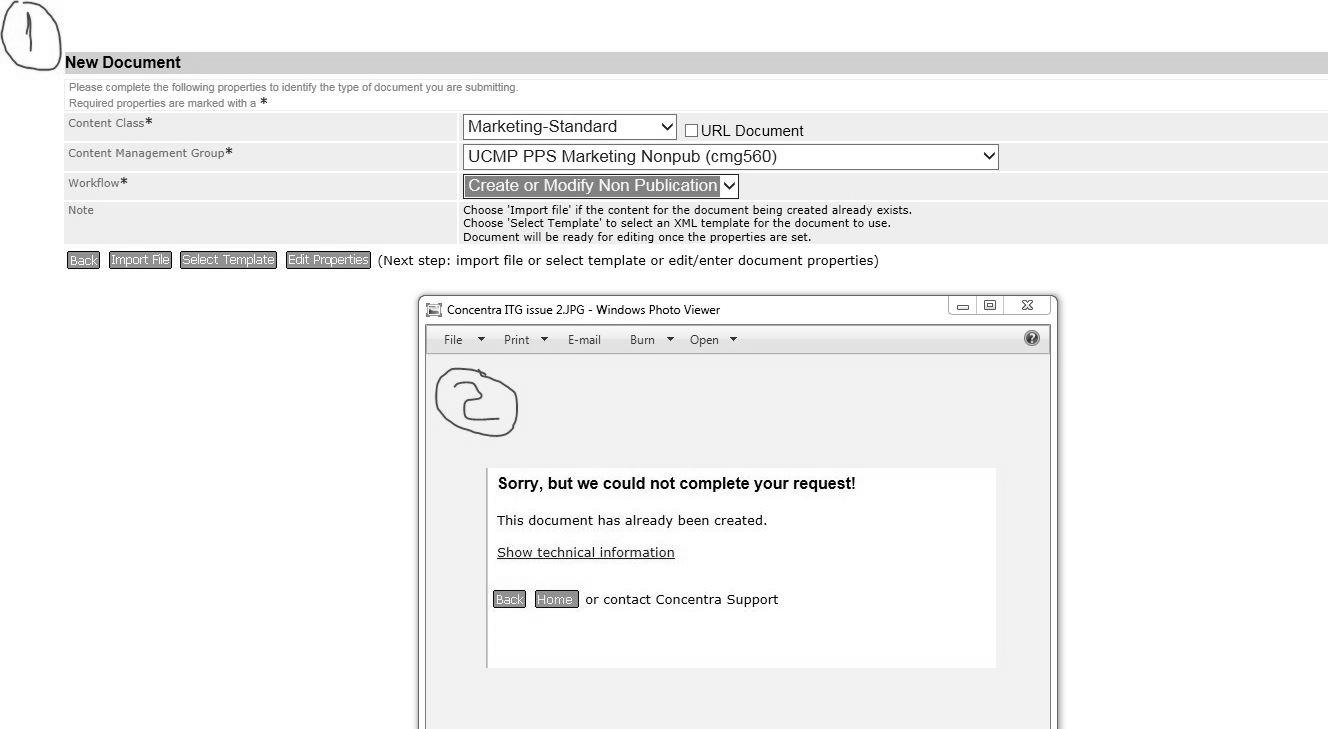 1
New Document
Please complete the following properties to identify the type of document you are submitting.
Required properties are marked with a *
Content Class* Marketing-Standard URL Document
Content Management Group* UCMP PPS Marketing Nonpub (cmg560)
Workflow* Create or Modify Non Publication
Note Choose 'Import file' if the content for the document being created already exists.
Choose 'Select Template' to select an XML template for the document to use.
Document will be ready for editing once the properties are set.
Back Import File Select Template Edit Properties (Next step: import file or select template or edit/enter document properties)
Concentra ITG issue 2.JPG - Windows Photo Viewer
File Print E-mail Burn Open ?
2
Sorry, but we could not complete your request!
This document has already been created.
Show technical information
Back Home or contact Concentra Support